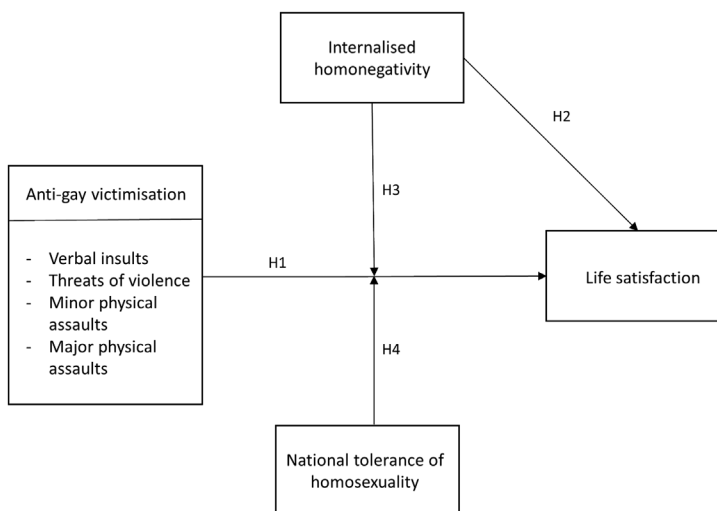 Internalised
homonegativity
H2
H3
Anti-gay victimisation
- Verbal insults
- Threats of violence
- Minor physical
assaults
- Major physical
assaults
H1
Life satisfaction
H4
National tolerance of
homosexuality